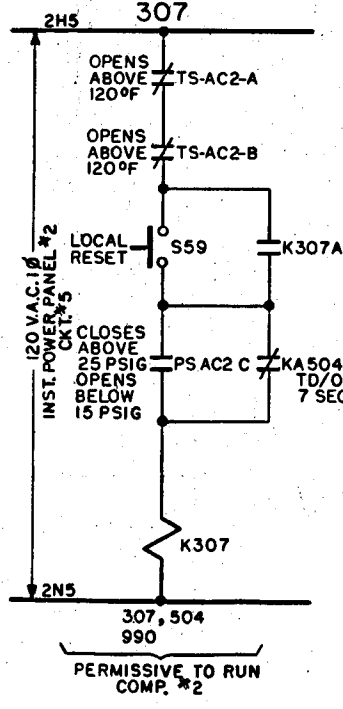 307
2H5
OPENS
ABOVE
120°F
TS-AC2-A
OPENS
ABOVE
120°F
TS-AC2-B
LOCAL
RESET
S59
K307A
120 V.A.C. 1Ø
INST. POWER PANEL #2
CKT.#5
CLOSES
ABOVE
25 PSIG
OPENS
BELOW
15 PSIG
PS AC2 C
KA504
TD/O
7 SEC
K307
2N5
307, 504
990
PERMISSIVE TO RUN
COMP. #2